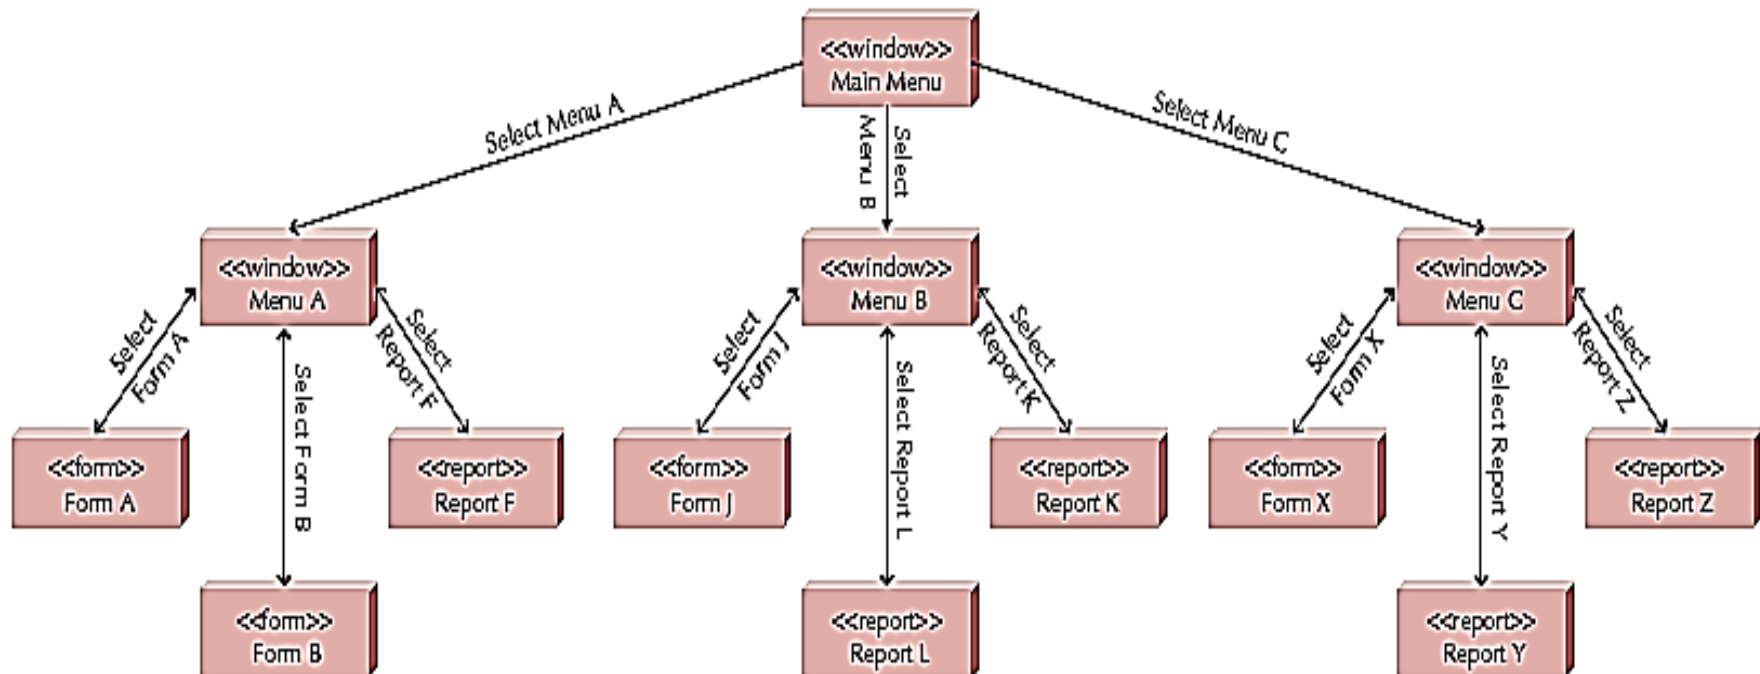 <<window>>
Main Menu
Select Menu A
Select
Menu B
Select Menu C
<<window>>
Menu A
<<window>>
Menu B
<<window>>
Menu C
Select
Form A
Select Form B
Select
Report F
Select
Form J
Select Report L
Select
Report K
Select
Form X
Select Report Y
Select
Report Z
<<form>>
Form A
<<report>>
Report F
<<form>>
Form J
<<report>>
Report K
<<form>>
Form X
<<report>>
Report Z
<<form>>
Form B
<<report>>
Report L
<<report>>
Report Y